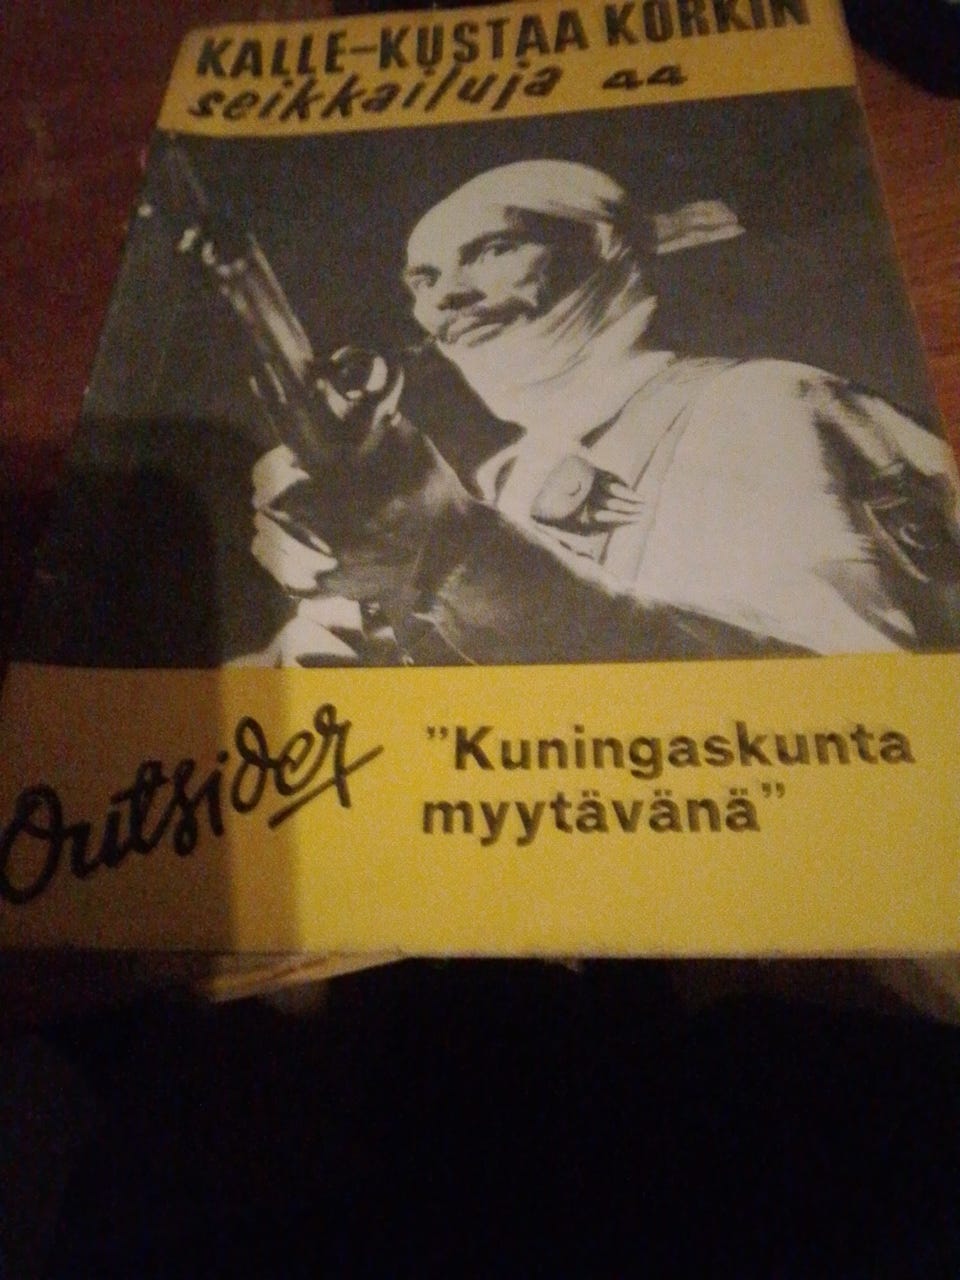 KALLE-KUSTAA KORKIN
seikkailuja 44
Outsider
"Kuningaskunta
myytävänä"